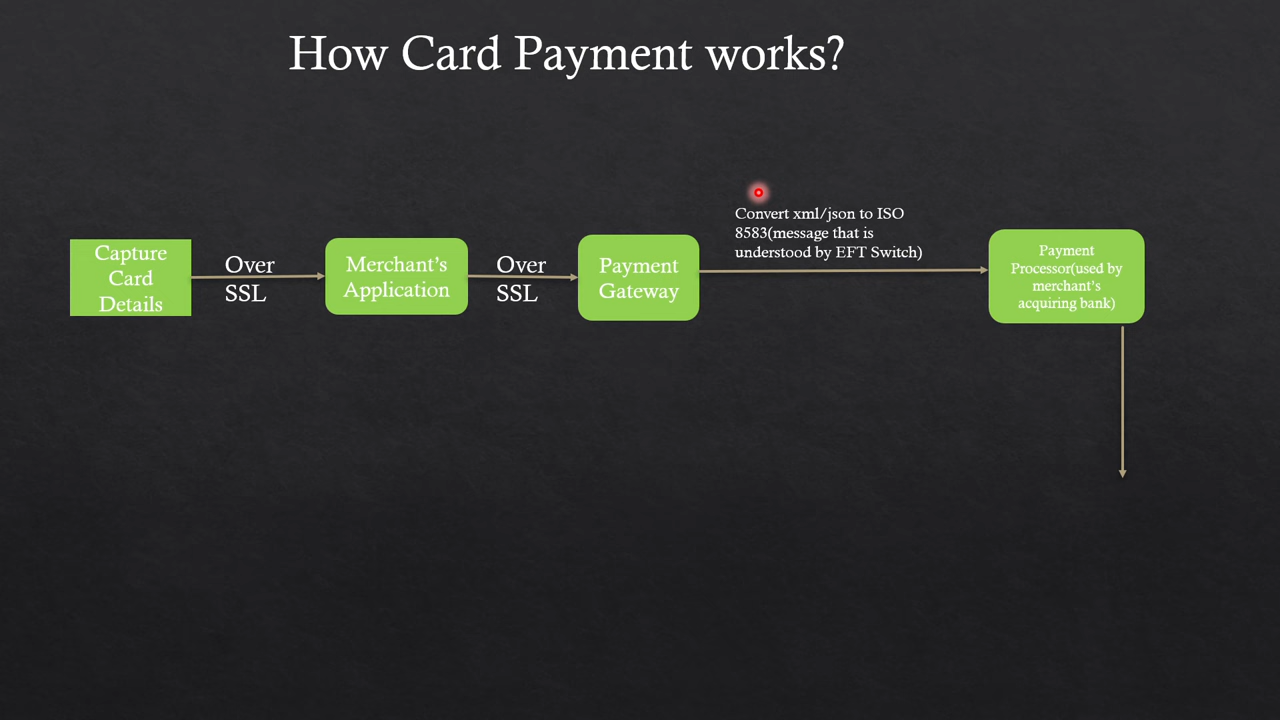 How Card Payment works?
Capture
Card
Details
Over
SSL
Merchant's
Application
Over
SSL
Payment
Gateway
Convert xml/json to ISO
8583(message that is
understood by EFT Switch)
Payment
Processor(used by
merchant's
acquiring bank)